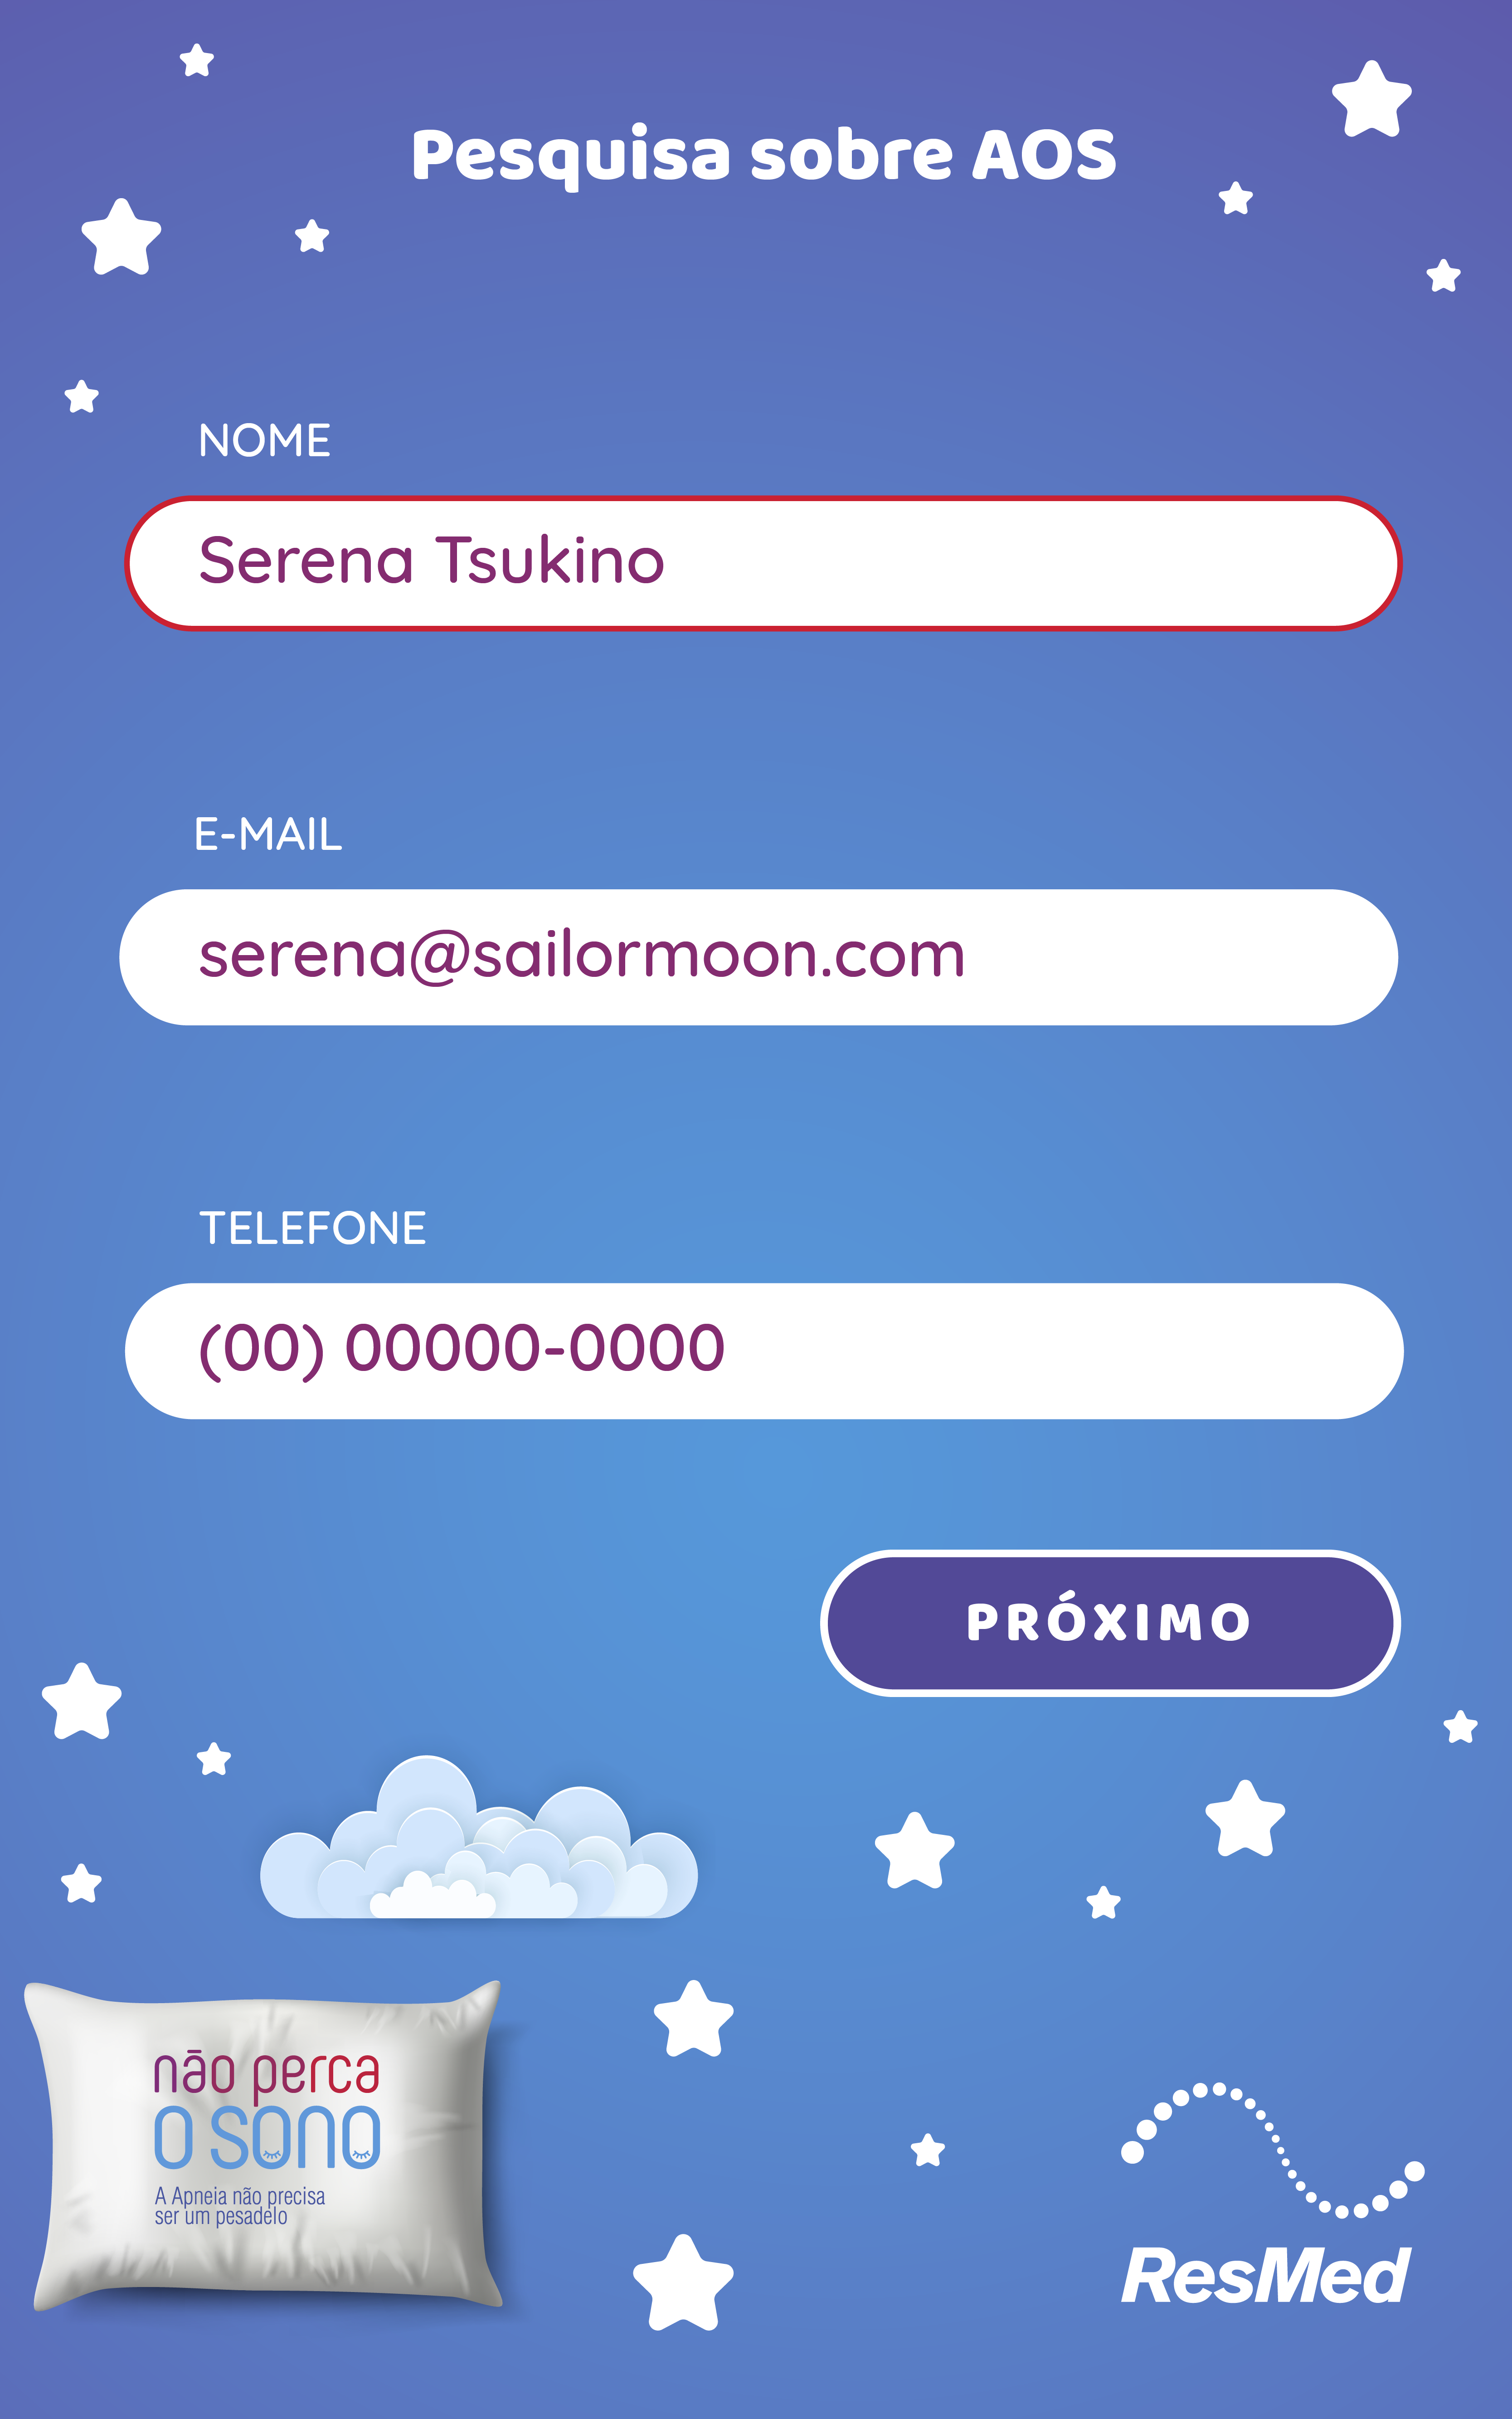 Pesquisa sobre AOS
NOME
Serena Tsukino
E-MAIL
serena@sailormoon.com
TELEFONE
(00) 00000-0000
PRÓXIMO
não perca
o sono
A Apneia não precisa
ser um pesadelo
ResMed